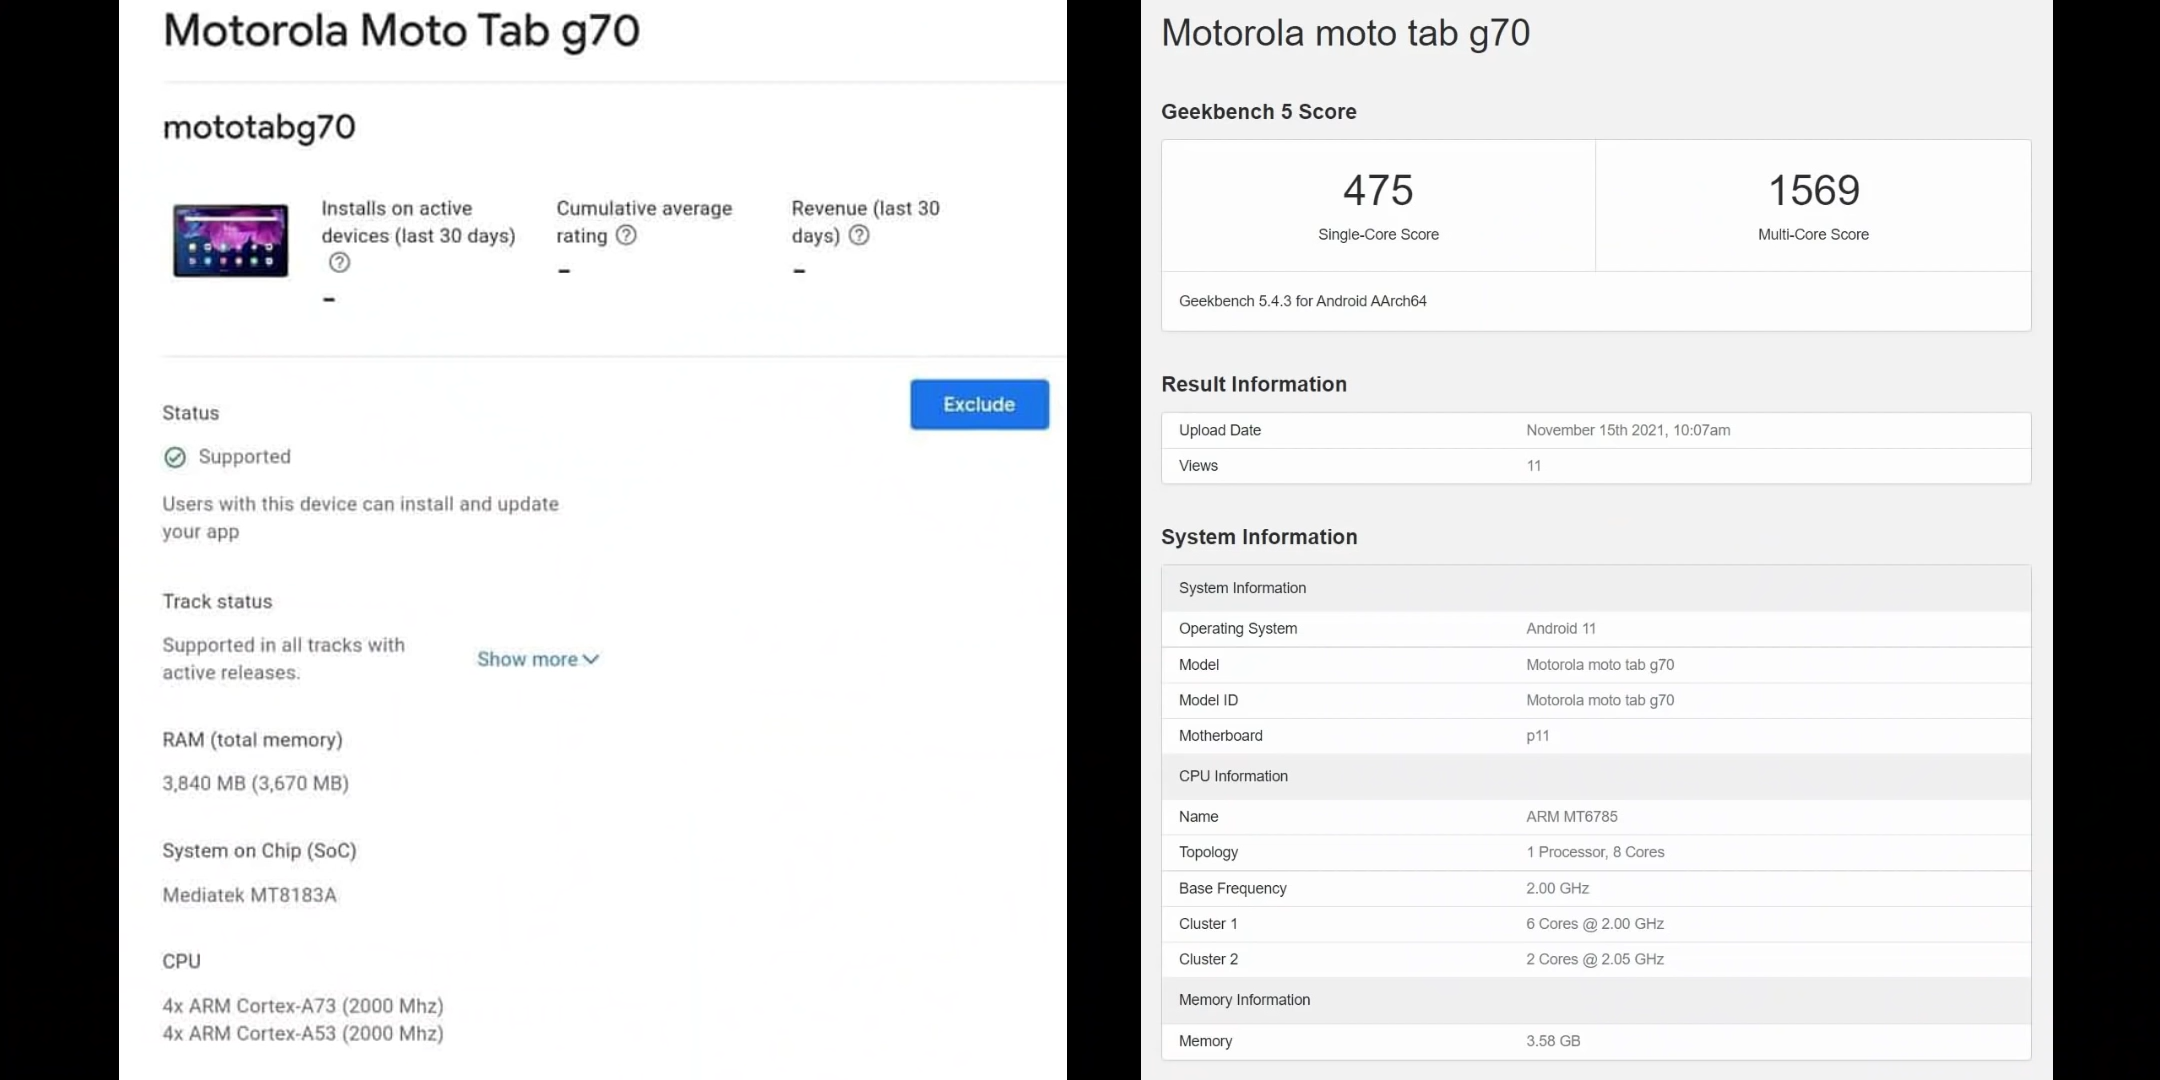 Motorola Moto Tab g70
mototabg70
Installs on active
devices (last 30 days)
-
Cumulative average
rating
-
Revenue (last 30
days)
-
Exclude
Status
Supported
Users with this device can install and update
your app
Track status
Supported in all tracks with
active releases.
Show more
RAM (total memory)
3,840 MB (3,670 MB)
System on Chip (SoC)
Mediatek MT8183A
CPU
4x ARM Cortex-A73 (2000 Mhz)
4x ARM Cortex-A53 (2000 Mhz)
Motorola moto tab g70
Geekbench 5 Score
475
Single-Core Score
1569
Multi-Core Score
Geekbench 5.4.3 for Android AArch64
Result Information
Upload Date November 15th 2021, 10:07am
Views 11
System Information
System Information
Operating System Android 11
Model Motorola moto tab g70
Model ID Motorola moto tab g70
Motherboard p11
CPU Information
Name ARM MT6785
Topology 1 Processor, 8 Cores
Base Frequency 2.00 GHz
Cluster 1 6 Cores @ 2.00 GHz
Cluster 2 2 Cores @ 2.05 GHz
Memory Information
Memory 3.58 GB